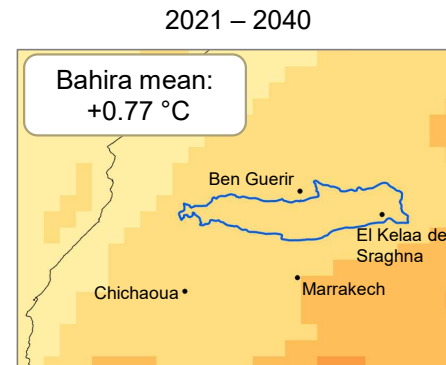 2021 – 2040
Bahira mean:
+0.77 °C
Ben Guerir
El Kelaa de
Sraghna
Chichaoua
Marrakech